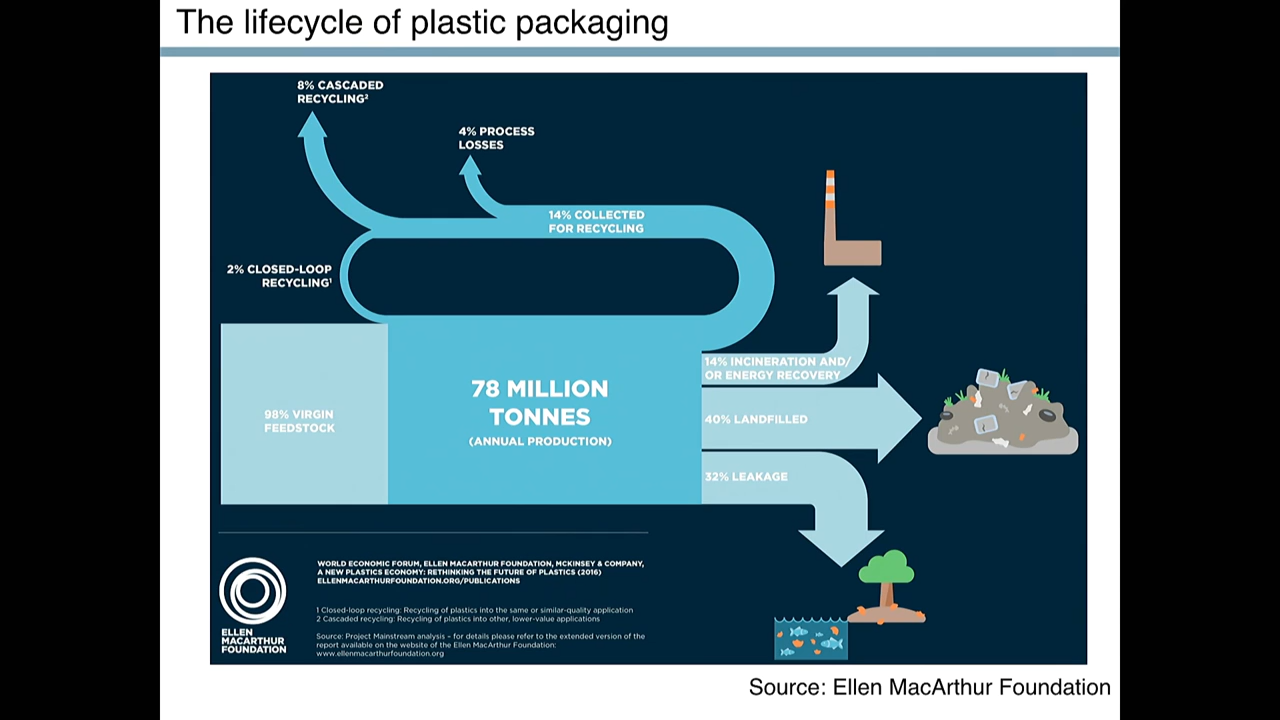 The lifecycle of plastic packaging
8% CASCADED
RECYCLING²
4% PROCESS
LOSSES
14% COLLECTED
FOR RECYCLING
2% CLOSED-LOOP
RECYCLING¹
98% VIRGIN
FEEDSTOCK
78 MILLION
TONNES
(ANNUAL PRODUCTION)
14% INCINERATION AND/
OR ENERGY RECOVERY
40% LANDFILLED
32% LEAKAGE
WORLD ECONOMIC FORUM, ELLEN MACARTHUR FOUNDATION, MCKINSEY & COMPANY,
A NEW PLASTICS ECONOMY: RETHINKING THE FUTURE OF PLASTICS (2016)
ELLENMACARTHURFOUNDATION.ORG/PUBLICATIONS
1 Closed-loop recycling: Recycling of plastics into the same or similar-quality application
2 Cascaded recycling: Recycling of plastics into other, lower-value applications
Source: Project Mainstream analysis – for details please refer to the extended version of the
report available on the website of the Ellen MacArthur Foundation:
www.ellenmacarthurfoundation.org
ELLEN
MACARTHUR
FOUNDATION
Source: Ellen MacArthur Foundation